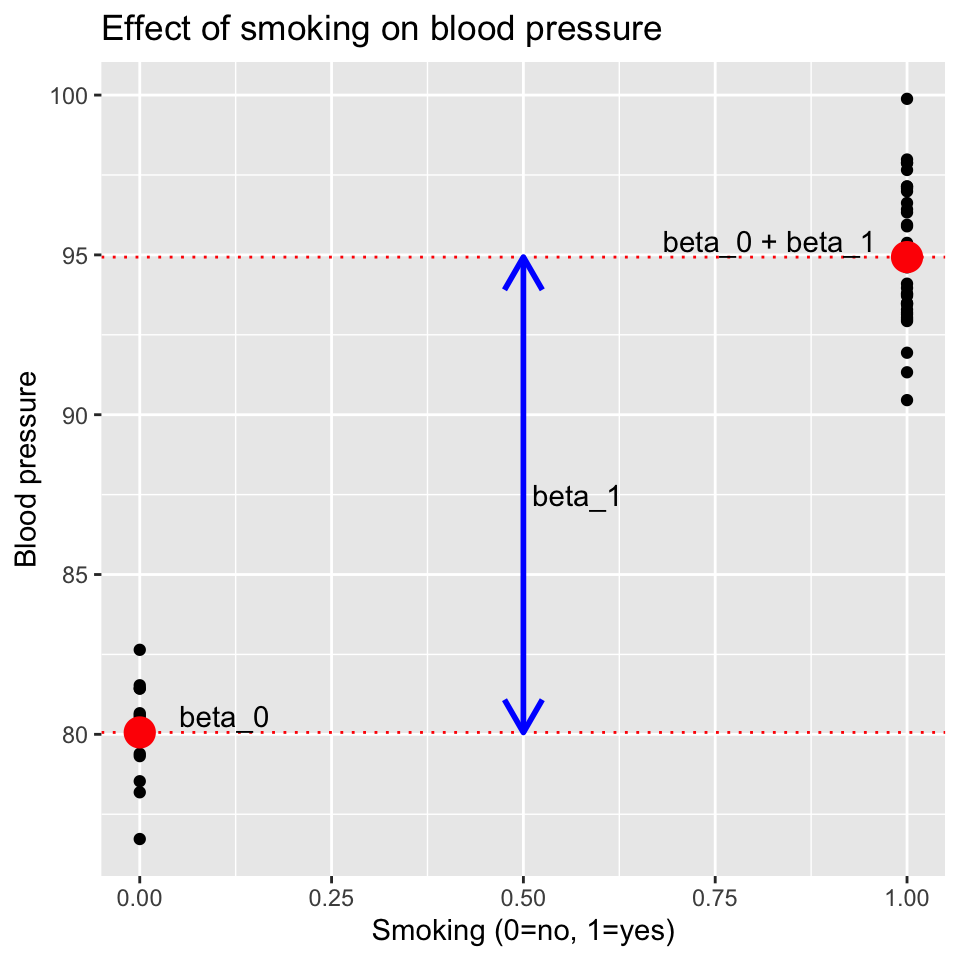 Effect of smoking on blood pressure
100
95
90
85
80
Blood pressure
beta_0 + beta_1
beta_1
beta_0
0.00 0.25 0.50 0.75 1.00
Smoking (0=no, 1=yes)